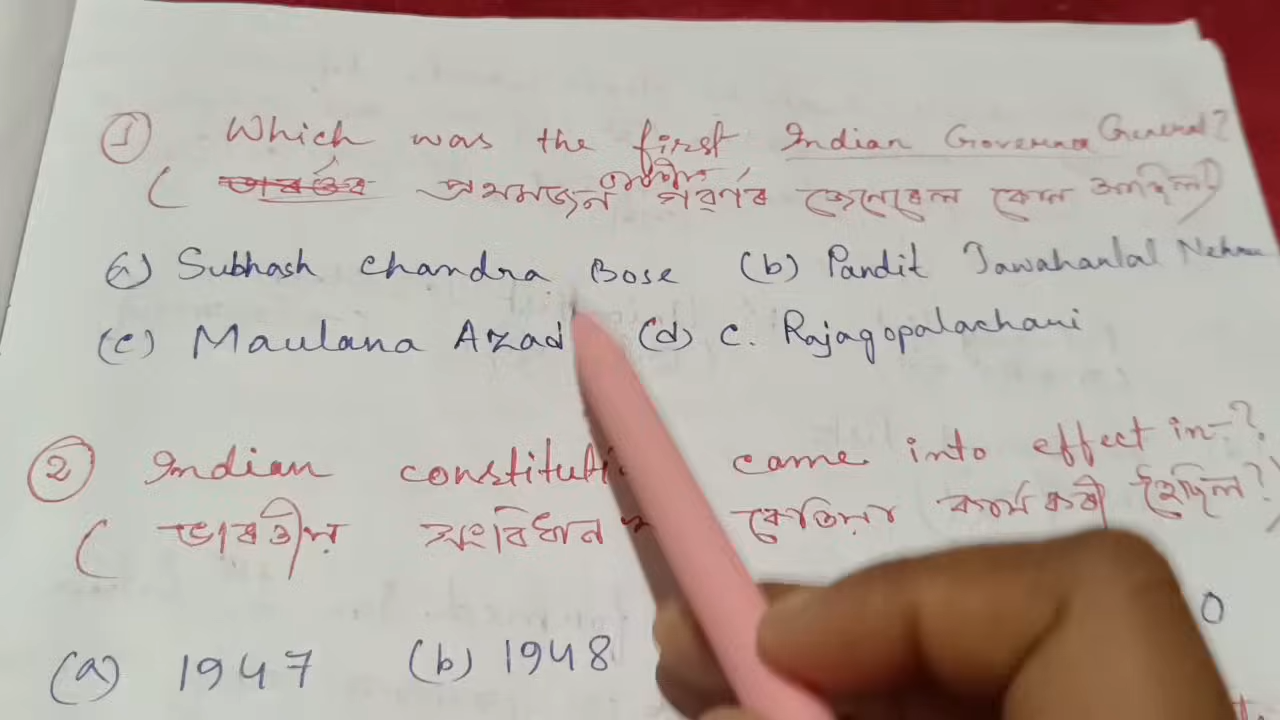 ① Which was the first Indian Governor General?
( প্ৰথমজন ভাৰতীয় গৱৰ্ণৰ জেনেৰেল কোন আছিল?)
(a) Subhash Chandra Bose (b) Pandit Jawaharlal Nehru
(c) Maulana Azad (d) C. Rajagopalachari
② Indian constituti came into effect in-?
( ভাৰতীয় সংবিধান কেতিয়া কাৰ্যকৰী হৈছিল?)
(a) 1947 (b) 1948 0